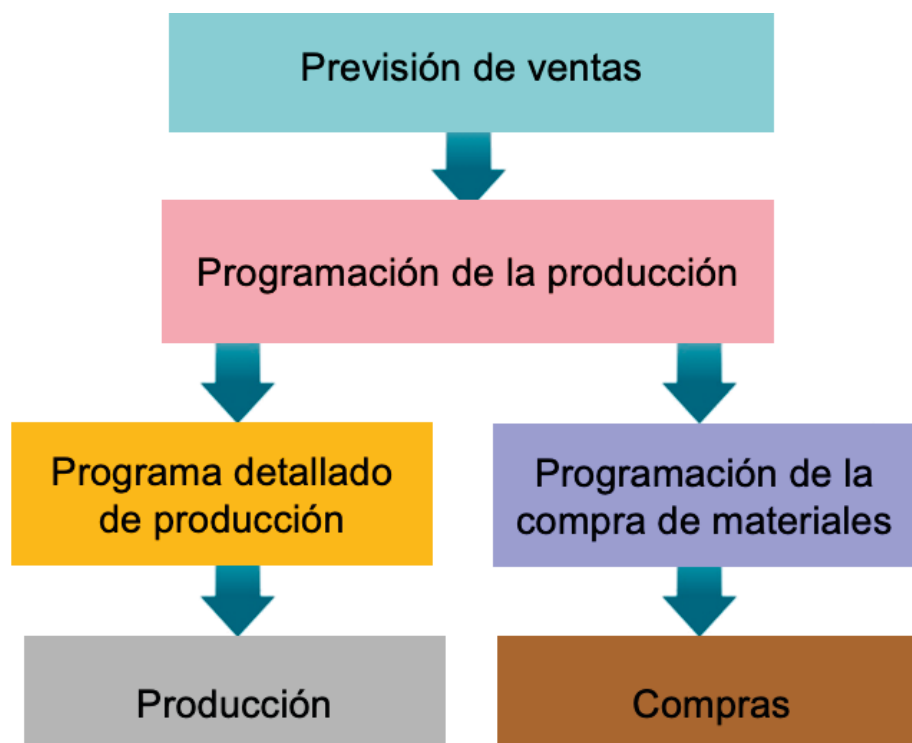 Previsión de ventas
Programación de la producción
Programa detallado
de producción
Programación de la
compra de materiales
Producción
Compras